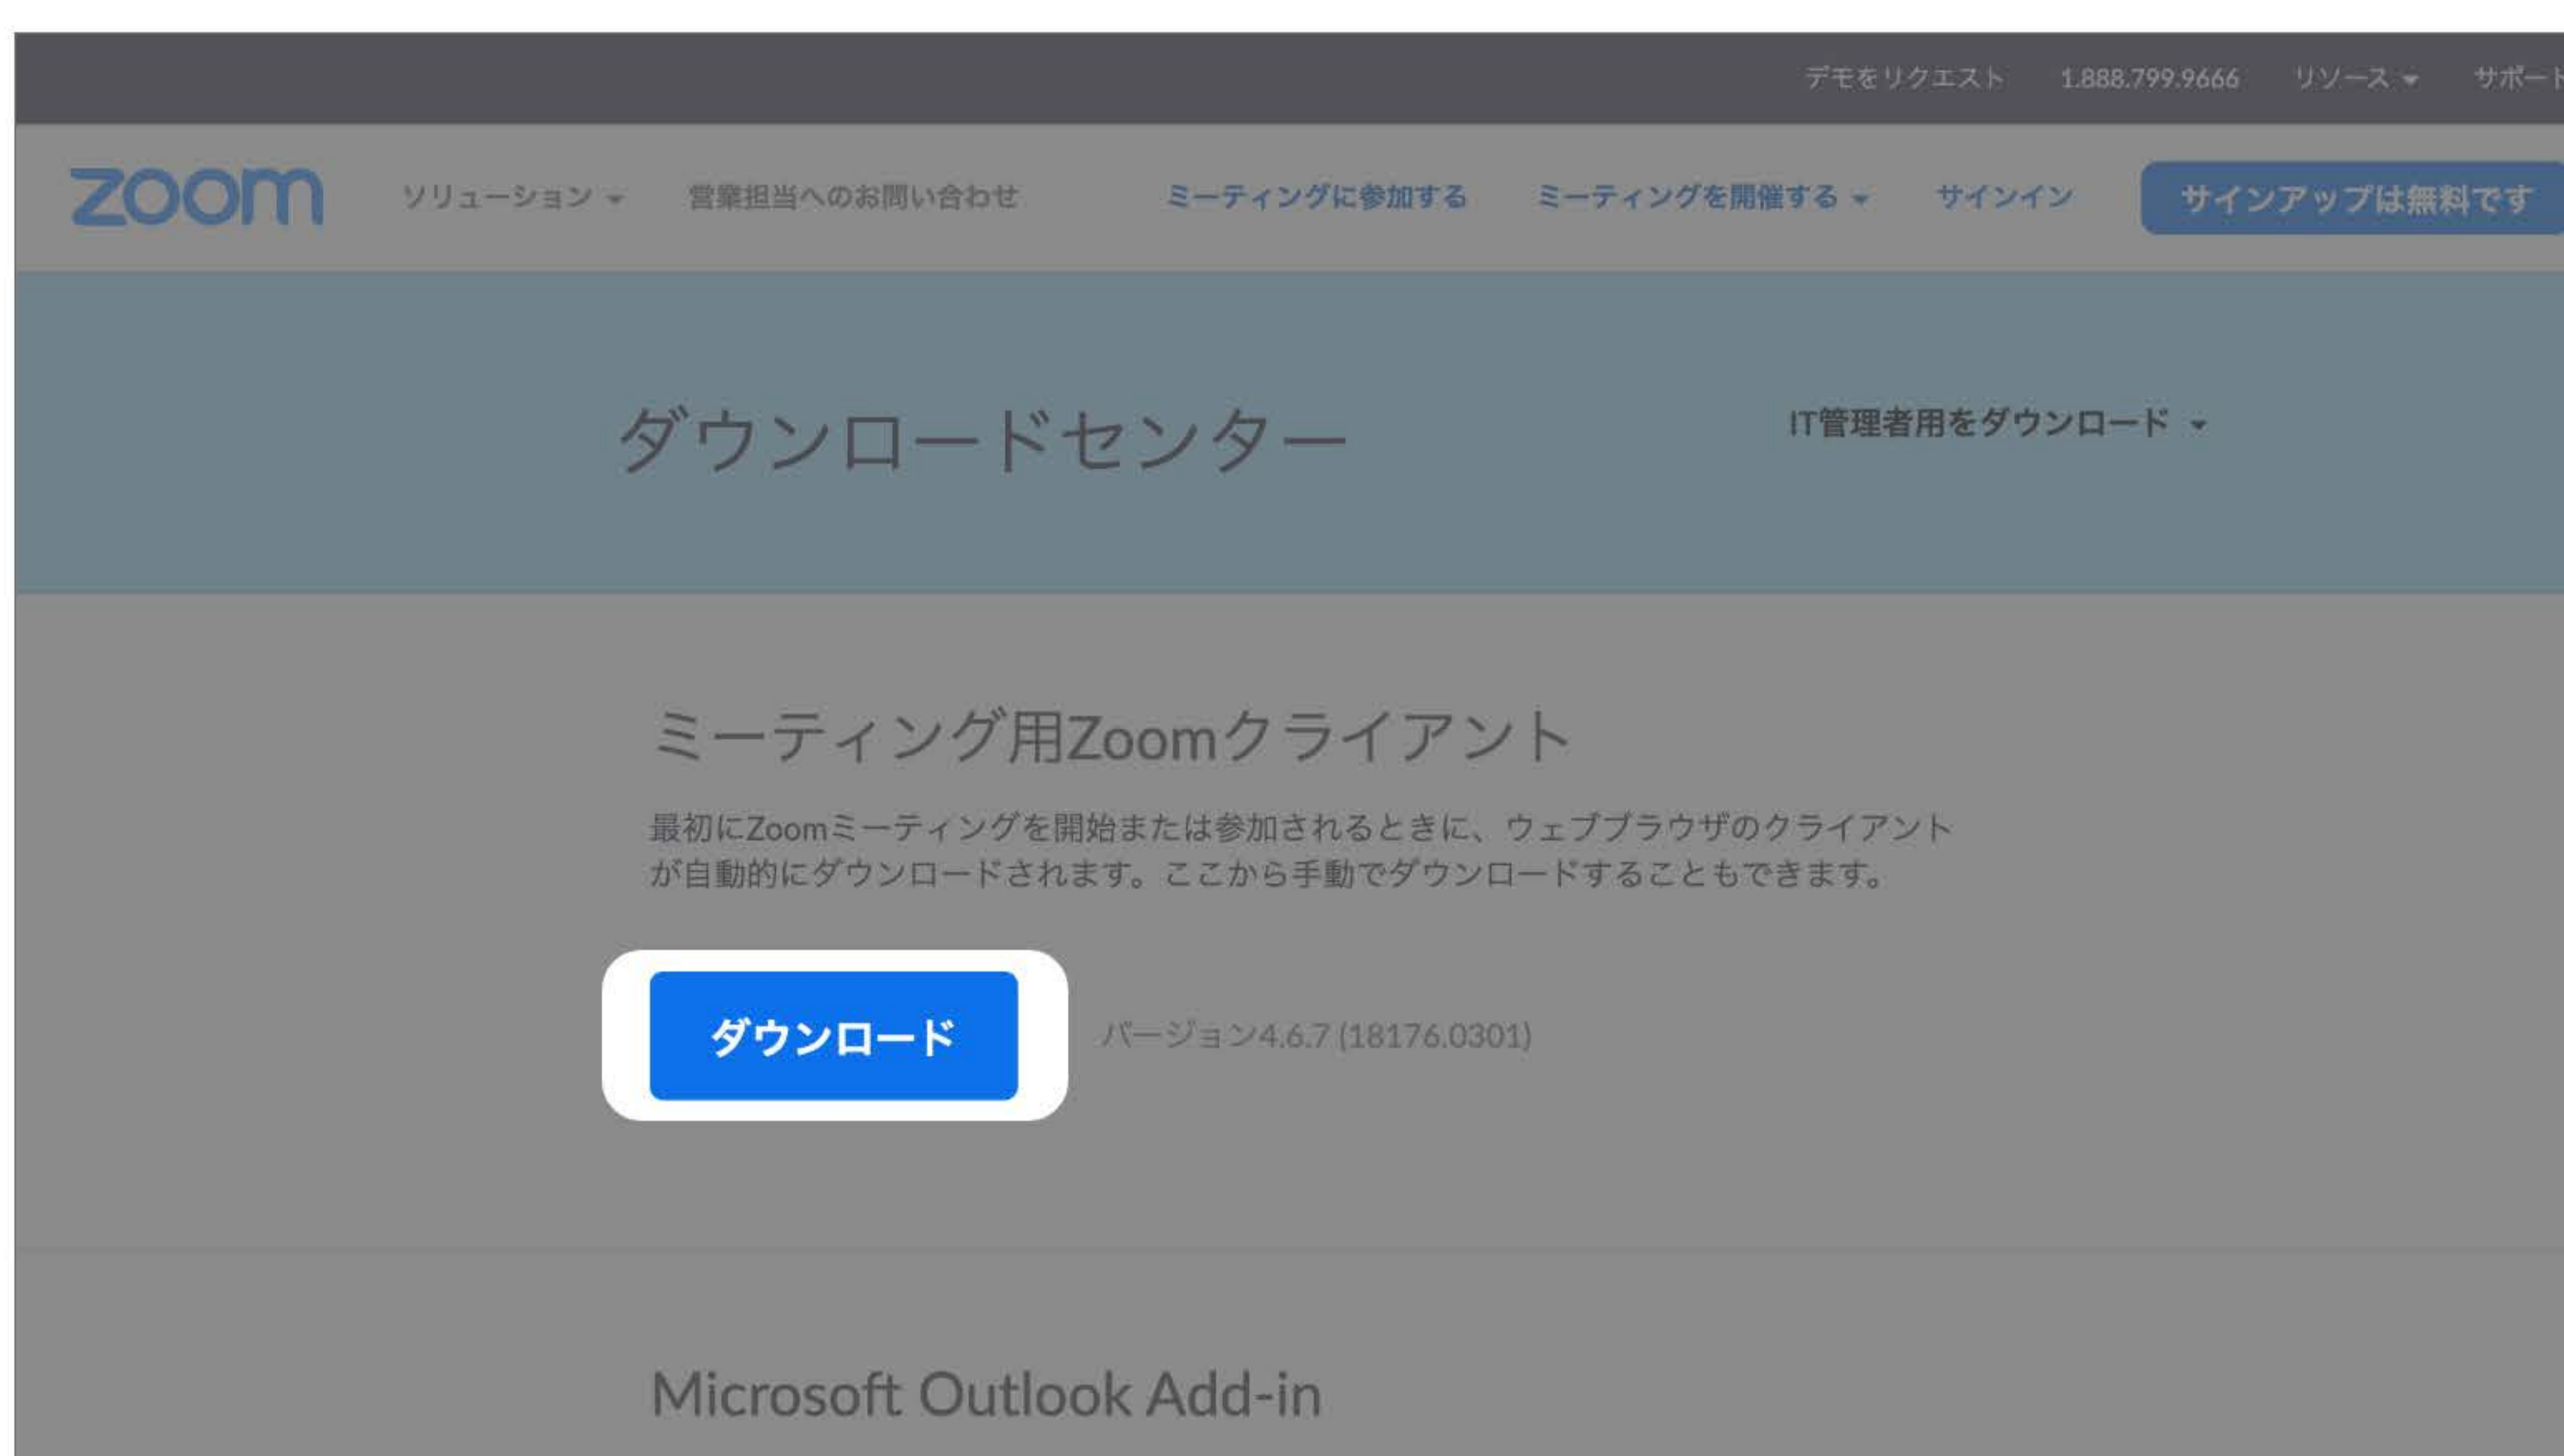 デモをリクエスト 1.888.799.9666 リソース サポート
zoom ソリューション 営業担当へのお問い合わせ ミーティングに参加する ミーティングを開催する サインイン サインアップは無料です
ダウンロードセンター IT管理者用をダウンロード
ミーティング用Zoomクライアント
最初にZoomミーティングを開始または参加されるときに、ウェブブラウザのクライアント
が自動的にダウンロードされます。ここから手動でダウンロードすることもできます。
ダウンロード バージョン4.6.7 (18176.0301)
Microsoft Outlook Add-in